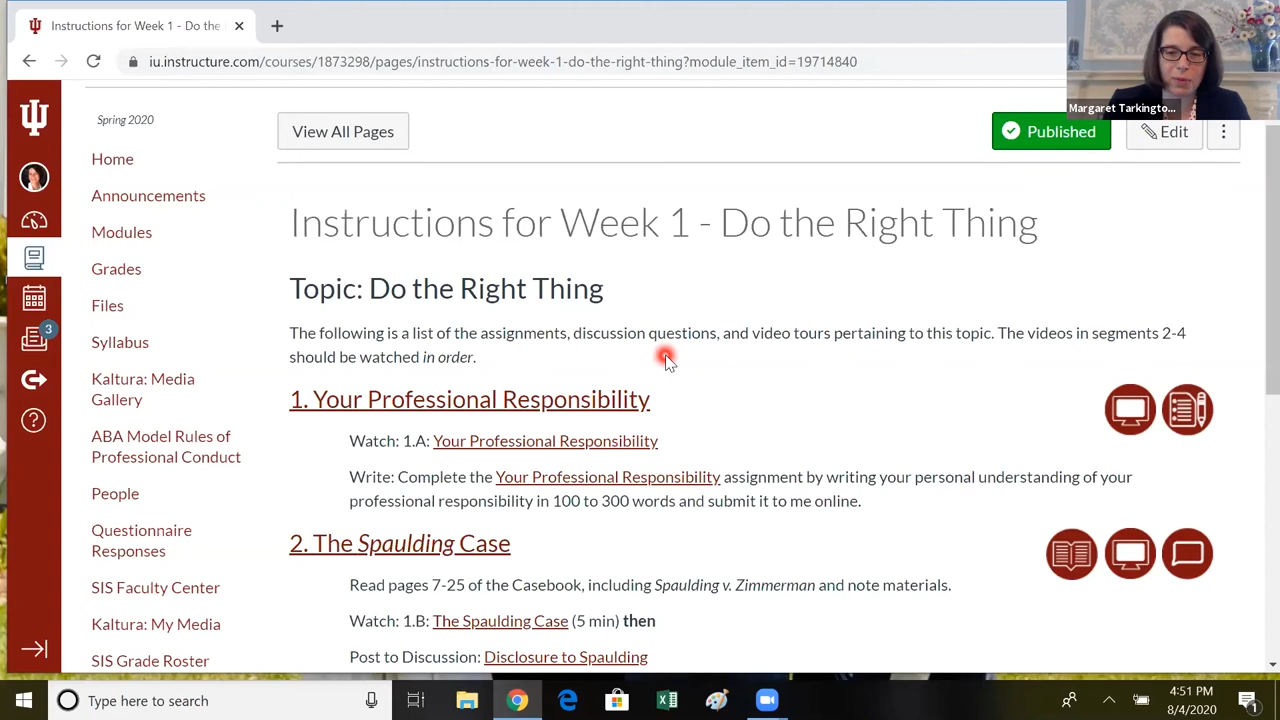 Instructions for Week 1 - Do the
iu.instructure.com/courses/1873298/pages/instructions-for-week-1-do-the-right-thing?module_item_id=19714840
Margaret Tarkingto...
Spring 2020
Home
Announcements
Modules
Grades
Files
Syllabus
Kaltura: Media
Gallery
ABA Model Rules of
Professional Conduct
People
Questionnaire
Responses
SIS Faculty Center
Kaltura: My Media
SIS Grade Roster
3
View All Pages
Published
Edit
Instructions for Week 1 - Do the Right Thing
Topic: Do the Right Thing
The following is a list of the assignments, discussion questions, and video tours pertaining to this topic. The videos in segments 2-4
should be watched in order.
1. Your Professional Responsibility
Watch: 1.A: Your Professional Responsibility
Write: Complete the Your Professional Responsibility assignment by writing your personal understanding of your
professional responsibility in 100 to 300 words and submit it to me online.
2. The Spaulding Case
Read pages 7-25 of the Casebook, including Spaulding v. Zimmerman and note materials.
Watch: 1.B: The Spaulding Case (5 min) then
Post to Discussion: Disclosure to Spaulding
Type here to search
4:51 PM
8/4/2020
1